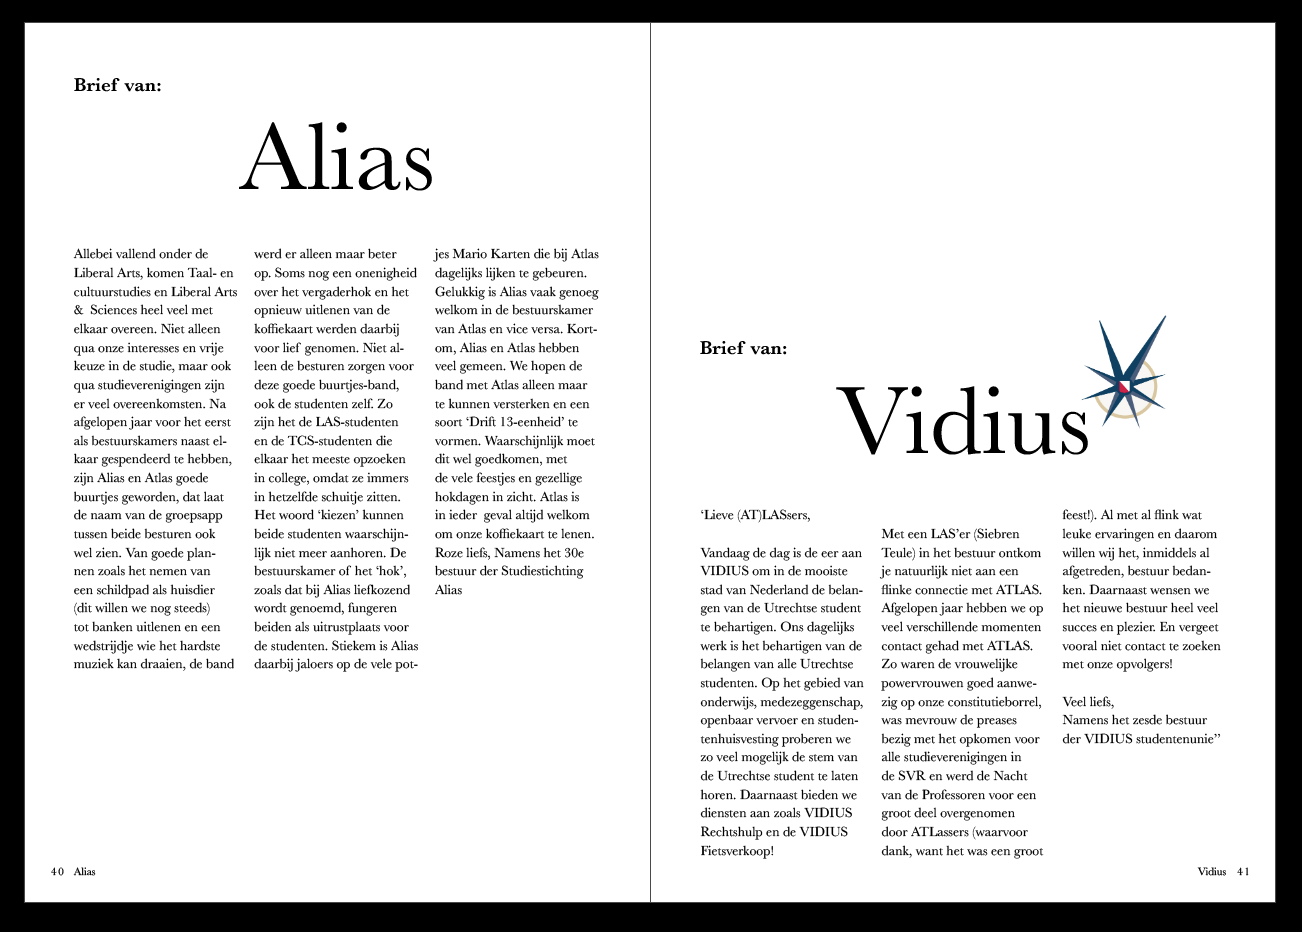 Brief van:
Alias
Allebei vallend onder de
Liberal Arts, komen Taal- en
cultuurstudies en Liberal Arts
&  Sciences heel veel met
elkaar overeen. Niet alleen
qua onze interesses en vrije
keuze in de studie, maar ook
qua studieverenigingen zijn
er veel overeenkomsten. Na
afgelopen jaar voor het eerst
als bestuurskamers naast el-
kaar gespendeerd te hebben,
zijn Alias en Atlas goede
buurtjes geworden, dat laat
de naam van de groepsapp
tussen beide besturen ook
wel zien. Van goede plan-
nen zoals het nemen van
een schildpad als huisdier
(dit willen we nog steeds)
tot banken uitlenen en een
wedstrijdje wie het hardste
muziek kan draaien, de band
werd er alleen maar beter
op. Soms nog een onenigheid
over het vergaderhok en het
opnieuw uitlenen van de
koffiekaart werden daarbij
voor lief genomen. Niet al-
leen de besturen zorgen voor
deze goede buurtjes-band,
ook de studenten zelf. Zo
zijn het de LAS-studenten
en de TCS-studenten die
elkaar het meeste opzoeken
in college, omdat ze immers
in hetzelfde schuitje zitten.
Het woord ‘kiezen’ kunnen
beide studenten waarschijn-
lijk niet meer aanhoren. De
bestuurskamer of het ‘hok’,
zoals dat bij Alias liefkozend
wordt genoemd, fungeren
beiden als uitrustplaats voor
de studenten. Stiekem is Alias
daarbij jaloers op de vele pot-
jes Mario Karten die bij Atlas
dagelijks lijken te gebeuren.
Gelukkig is Alias vaak genoeg
welkom in de bestuurskamer
van Atlas en vice versa. Kort-
om, Alias en Atlas hebben
veel gemeen. We hopen de
band met Atlas alleen maar
te kunnen versterken en een
soort ‘Drift 13-eenheid’ te
vormen. Waarschijnlijk moet
dit wel goedkomen, met
de vele feestjes en gezellige
hokdagen in zicht. Atlas is
in ieder  geval altijd welkom
om onze koffiekaart te lenen.
Roze liefs, Namens het 30e
bestuur der Studiestichting
Alias
40 Alias
Brief van:
Vidius
‘Lieve (AT)LASsers,
Vandaag de dag is de eer aan
VIDIUS om in de mooiste
stad van Nederland de belan-
gen van de Utrechtse student
te behartigen. Ons dagelijks
werk is het behartigen van de
belangen van alle Utrechtse
studenten. Op het gebied van
onderwijs, medezeggenschap,
openbaar vervoer en studen-
tenhuisvesting proberen we
zo veel mogelijk de stem van
de Utrechtse student te laten
horen. Daarnaast bieden we
diensten aan zoals VIDIUS
Rechtshulp en de VIDIUS
Fietsverkoop!
Met een LAS’er (Siebren
Teule) in het bestuur ontkom
je natuurlijk niet aan een
flinke connectie met ATLAS.
Afgelopen jaar hebben we op
veel verschillende momenten
contact gehad met ATLAS.
Zo waren de vrouwelijke
powervrouwen goed aanwe-
zig op onze constitutieborrel,
was mevrouw de preases
bezig met het opkomen voor
alle studieverenigingen in
de SVR en werd de Nacht
van de Professoren voor een
groot deel overgenomen
door ATLassers (waarvoor
dank, want het was een groot
feest!). Al met al flink wat
leuke ervaringen en daarom
willen wij het, inmiddels al
afgetreden, bestuur bedan-
ken. Daarnaast wensen we
het nieuwe bestuur heel veel
succes en plezier. En vergeet
vooral niet contact te zoeken
met onze opvolgers!
Veel liefs,
Namens het zesde bestuur
der VIDIUS studentenunie”
Vidius 41